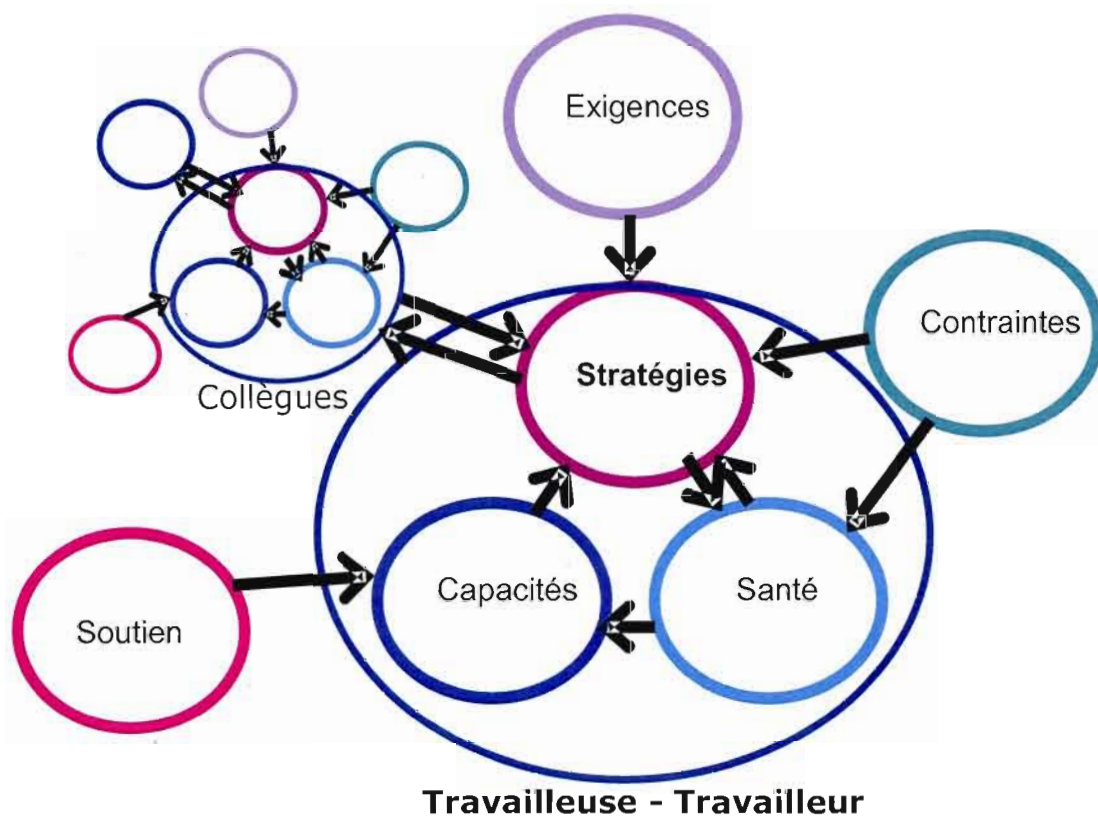 Exigences
Contraintes
Stratégies
Collègues
Capacités
Santé
Soutien
Travailleuse - Travailleur